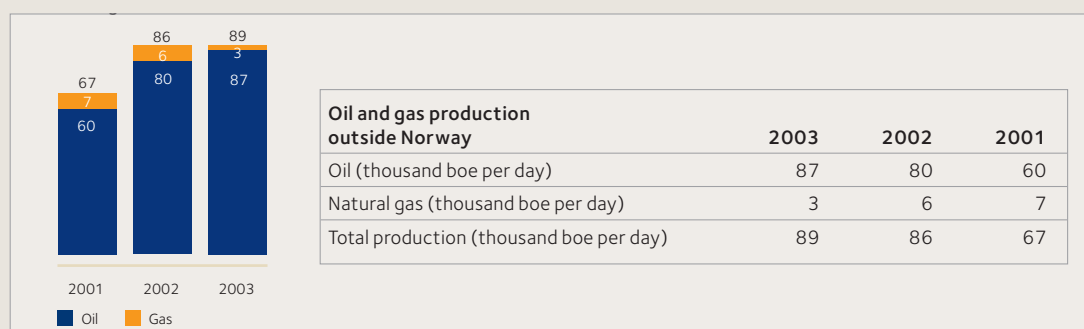 67
7
60
86
6
80
89
3
87
2001 2002 2003
Oil Gas
Oil and gas production
outside Norway 2003 2002 2001
Oil (thousand boe per day) 87 80 60
Natural gas (thousand boe per day) 3 6 7
Total production (thousand boe per day) 89 86 67